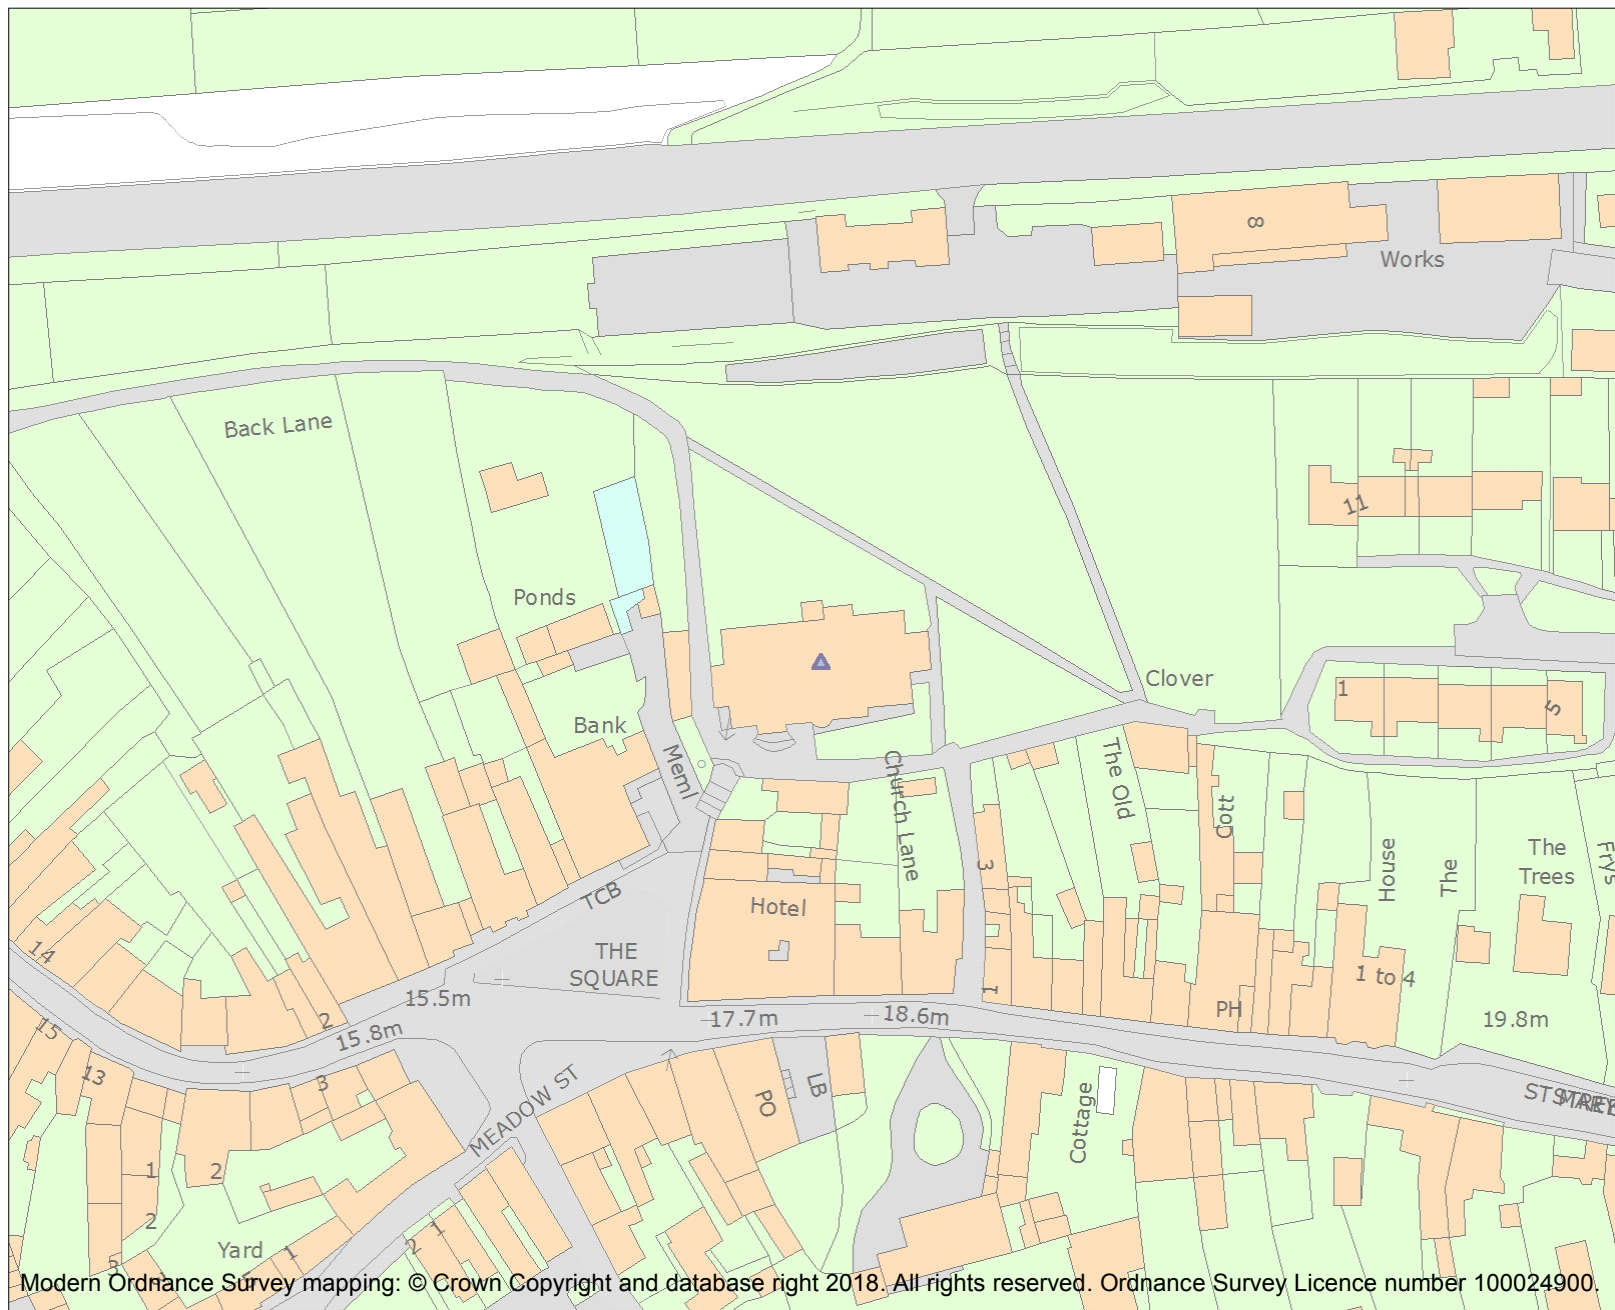 8
Works
Back Lane
11
Ponds
Clover
1
5
Bank
Meml
Church Lane
The Old
Cott
3
House
The
The
Trees
Frys
TCB
Hotel
THE
SQUARE
14
15.5m
2
15.8m
17.7m
18.6m
1
PH
1 to 4
19.8m
15
13
3
MEADOW ST
PO
LB
Cottage
1
2
2
Yard
1
2
1
3
Modern Ordnance Survey mapping: © Crown Copyright and database right 2018. All rights reserved. Ordnance Survey Licence number 100024900.